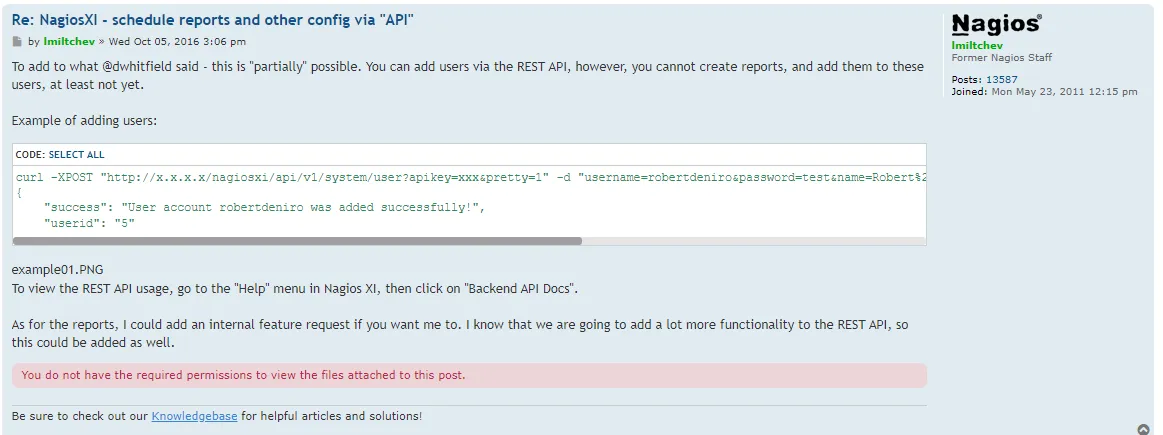 Re: NagiosXI - schedule reports and other config via "API"
by lmiltchev » Wed Oct 05, 2016 3:06 pm
To add to what @dwhitfield said - this is "partially" possible. You can add users via the REST API, however, you cannot create reports, and add them to these
users, at least not yet.
Example of adding users:
CODE: SELECT ALL
curl -XPOST "http://x.x.x.x/nagiosxi/api/v1/system/user?apikey=xxx&pretty=1" -d "username=robertdeniro&password=test&name=Robert%2
{
"success": "User account robertdeniro was added successfully!",
"userid": "5"
example01.PNG
To view the REST API usage, go to the "Help" menu in Nagios XI, then click on "Backend API Docs".
As for the reports, I could add an internal feature request if you want me to. I know that we are going to add a lot more functionality to the REST API, so
this could be added as well.
You do not have the required permissions to view the files attached to this post.
Be sure to check out our Knowledgebase for helpful articles and solutions!
Nagios®
lmiltchev
Former Nagios Staff
Posts: 13587
Joined: Mon May 23, 2011 12:15 pm